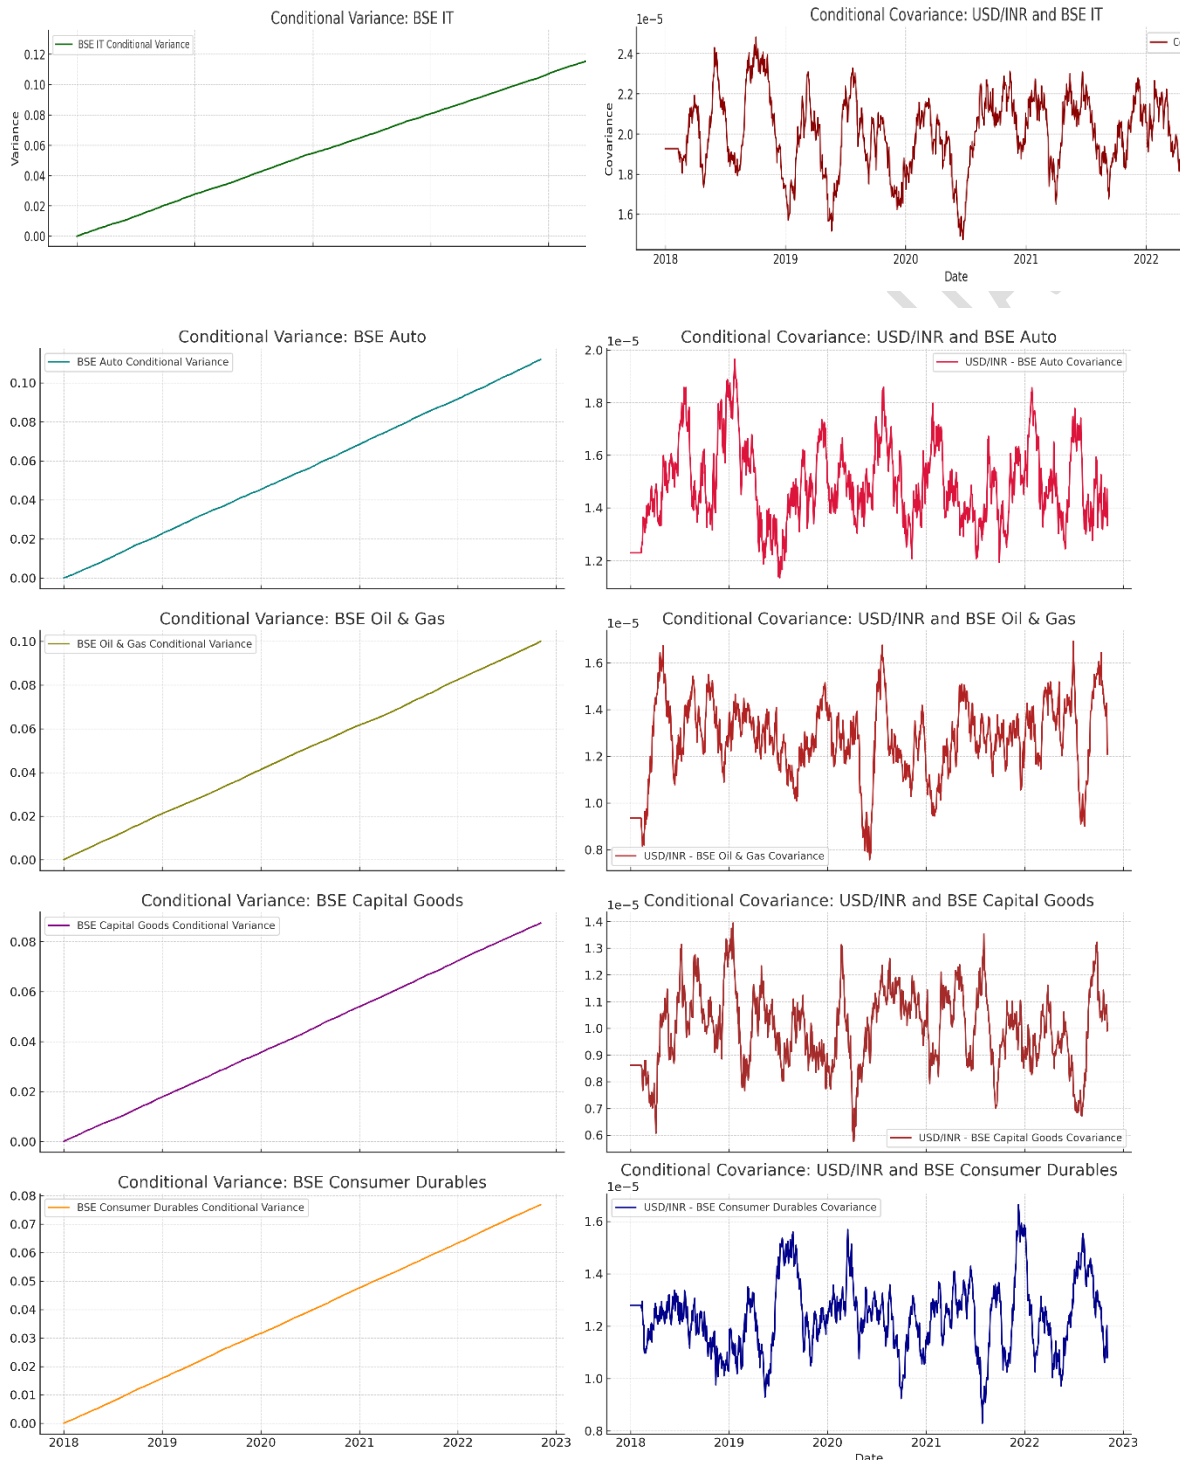 Conditional Variance: BSE IT
BSE IT Conditional Variance
Variance
0.12
0.10
0.08
0.06
0.04
0.02
0.00
Conditional Covariance: USD/INR and BSE IT
1e−5
Covariance
2.4
2.2
2.0
1.8
1.6
2018 2019 2020 2021 2022
Date
Conditional Variance: BSE Auto
BSE Auto Conditional Variance
0.10
0.08
0.06
0.04
0.02
0.00
Conditional Covariance: USD/INR and BSE Auto
1e−5
USD/INR - BSE Auto Covariance
2.0
1.8
1.6
1.4
1.2
Conditional Variance: BSE Oil & Gas
BSE Oil & Gas Conditional Variance
0.10
0.08
0.06
0.04
0.02
0.00
Conditional Covariance: USD/INR and BSE Oil & Gas
1e−5
1.6
1.4
1.2
1.0
0.8
USD/INR - BSE Oil & Gas Covariance
Conditional Variance: BSE Capital Goods
BSE Capital Goods Conditional Variance
0.08
0.06
0.04
0.02
0.00
Conditional Covariance: USD/INR and BSE Capital Goods
1e−5
1.4
1.3
1.2
1.1
1.0
0.9
0.8
0.7
0.6
USD/INR - BSE Capital Goods Covariance
Conditional Variance: BSE Consumer Durables
BSE Consumer Durables Conditional Variance
0.08
0.07
0.06
0.05
0.04
0.03
0.02
0.01
0.00
2018 2019 2020 2021 2022 2023
Conditional Covariance: USD/INR and BSE Consumer Durables
1e−5
USD/INR - BSE Consumer Durables Covariance
1.6
1.4
1.2
1.0
0.8
2018 2019 2020 2021 2022 2023
Date